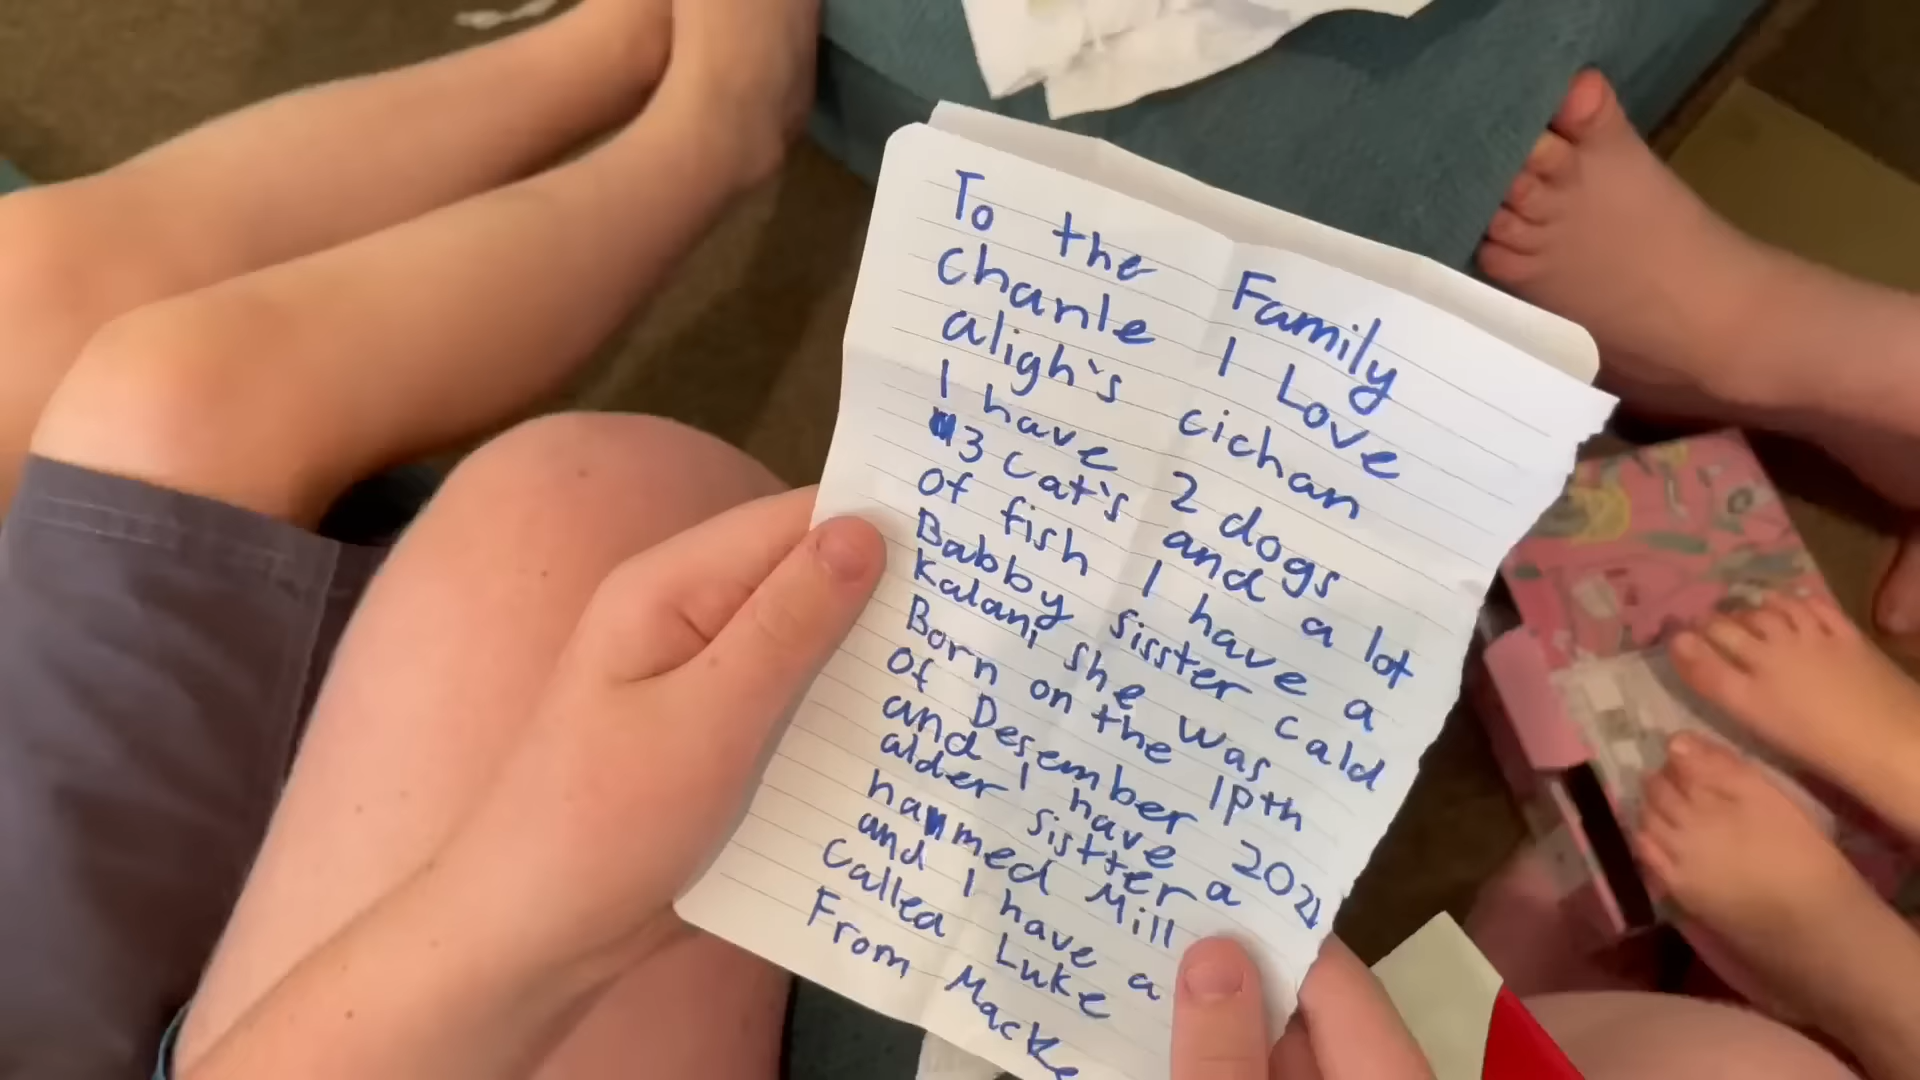 To the Family
Chanle I Love
aligh's cichan
I have 2 dogs
3 cat's and a lot
of fish I have a
Babby sisster cald
kalani she was
Born on the 1pth
of Desember 2021
and I have a
alder sistter
hammed Mill
and I have a
called Luke
From Macke